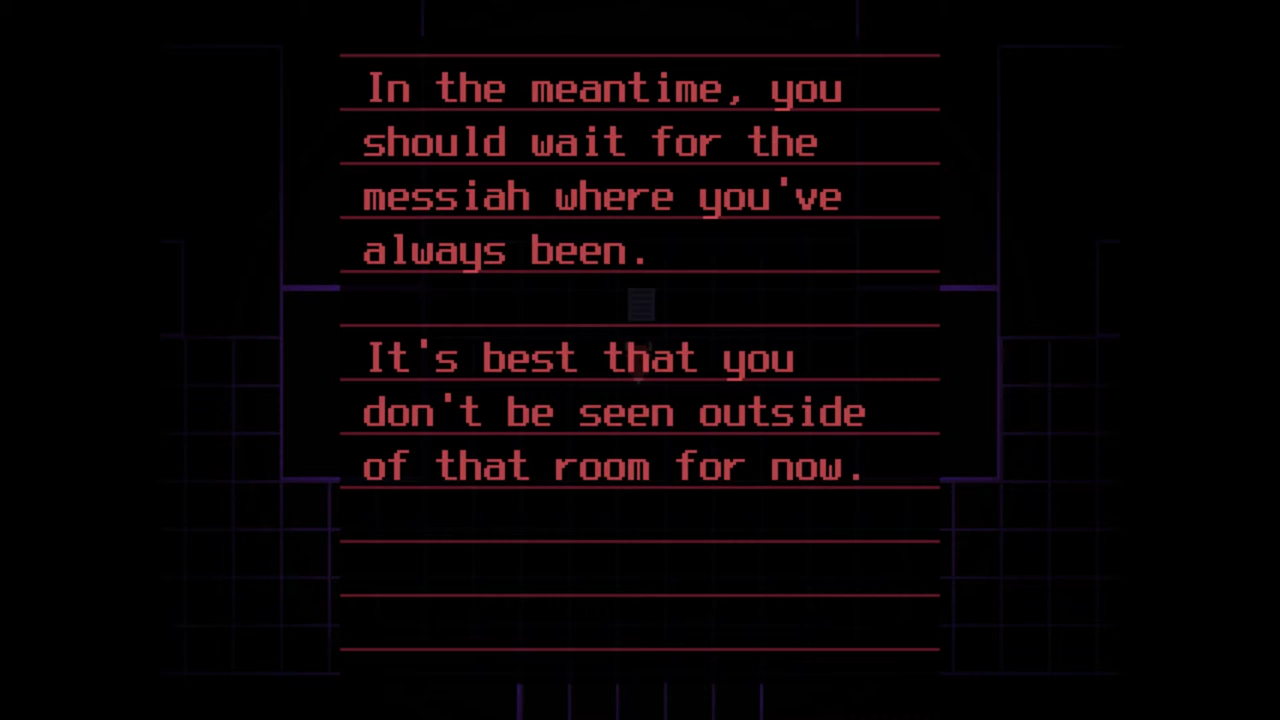 In the meantime, you
should wait for the
messiah where you've
always been.
It's best that you
don't be seen outside
of that room for now.